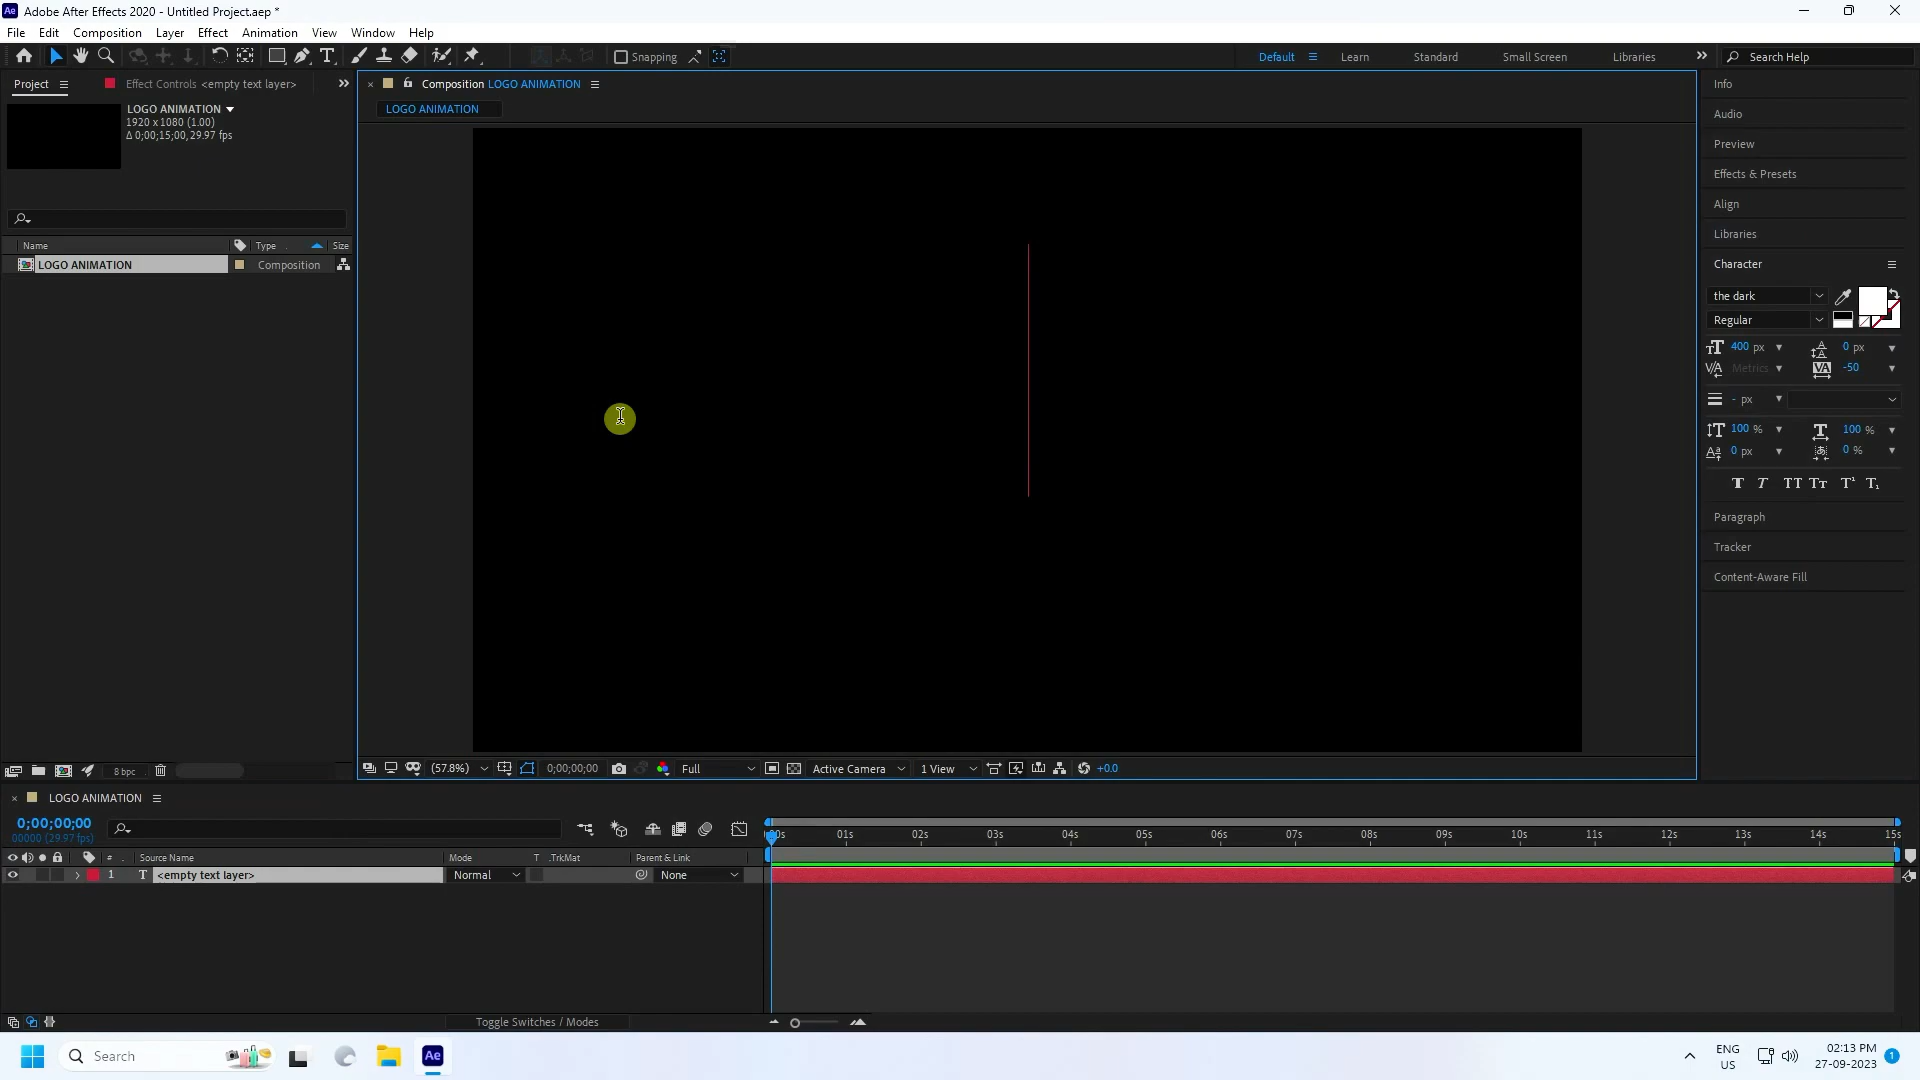 Ae Adobe After Effects 2020 - Untitled Project.aep *
File Edit Composition Layer Effect Animation View Window Help
Snapping
Default Learn Standard Small Screen Libraries Search Help
Project Effect Controls <empty text layer>
LOGO ANIMATION
1920 x 1080 (1.00)
Δ 0;00;15;00, 29.97 fps
Name Type Size
LOGO ANIMATION Composition
8 bpc
Composition LOGO ANIMATION
LOGO ANIMATION
(57.8%) 0;00;00;00 Full Active Camera 1 View +0.0
Info
Audio
Preview
Effects & Presets
Align
Libraries
Character
the dark
Regular
400 px 0 px
Metrics -50
- px
100 % 100 %
0 px 0 %
T T TT Tт T¹ T₁
Paragraph
Tracker
Content-Aware Fill
LOGO ANIMATION
0;00;00;00
00000 (29.97 fps)
01s 02s 03s 04s 05s 06s 07s 08s 09s 10s 11s 12s 13s 14s 15s
# Source Name Mode T .TrkMat Parent & Link
1 T <empty text layer> Normal None
Toggle Switches / Modes
Search
Ae
ENG
US
02:13 PM
27-09-2023
1